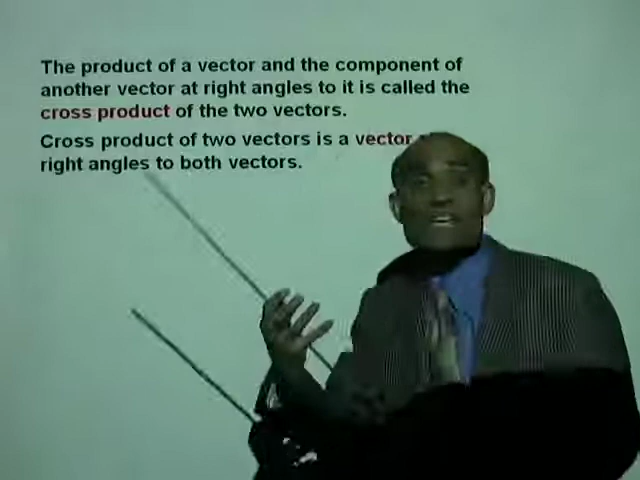 The product of a vector and the component of
another vector at right angles to it is called the
cross product of the two vectors.
Cross product of two vectors is a vector
right angles to both vectors.